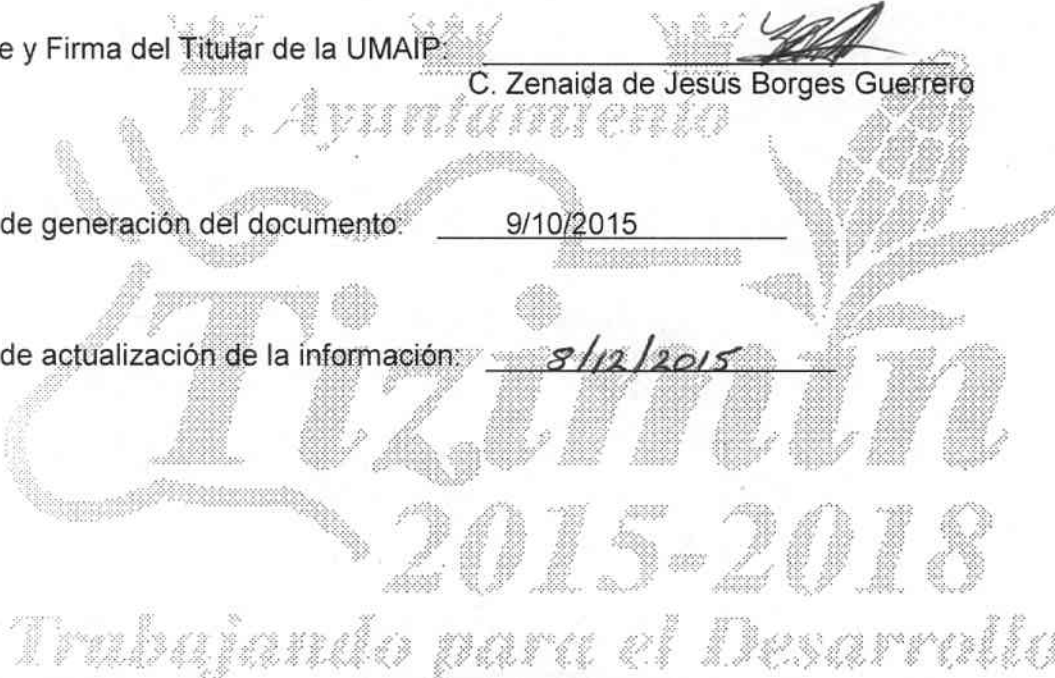 e y Firma del Titular de la UMAIP:
C. Zenaida de Jesús Borges Guerrero
H. Ayuntamiento
de generación del documento: 9/10/2015
de actualización de la información: 8/12/2015
Tizimín
2015-2018
Trabajando para el Desarrollo